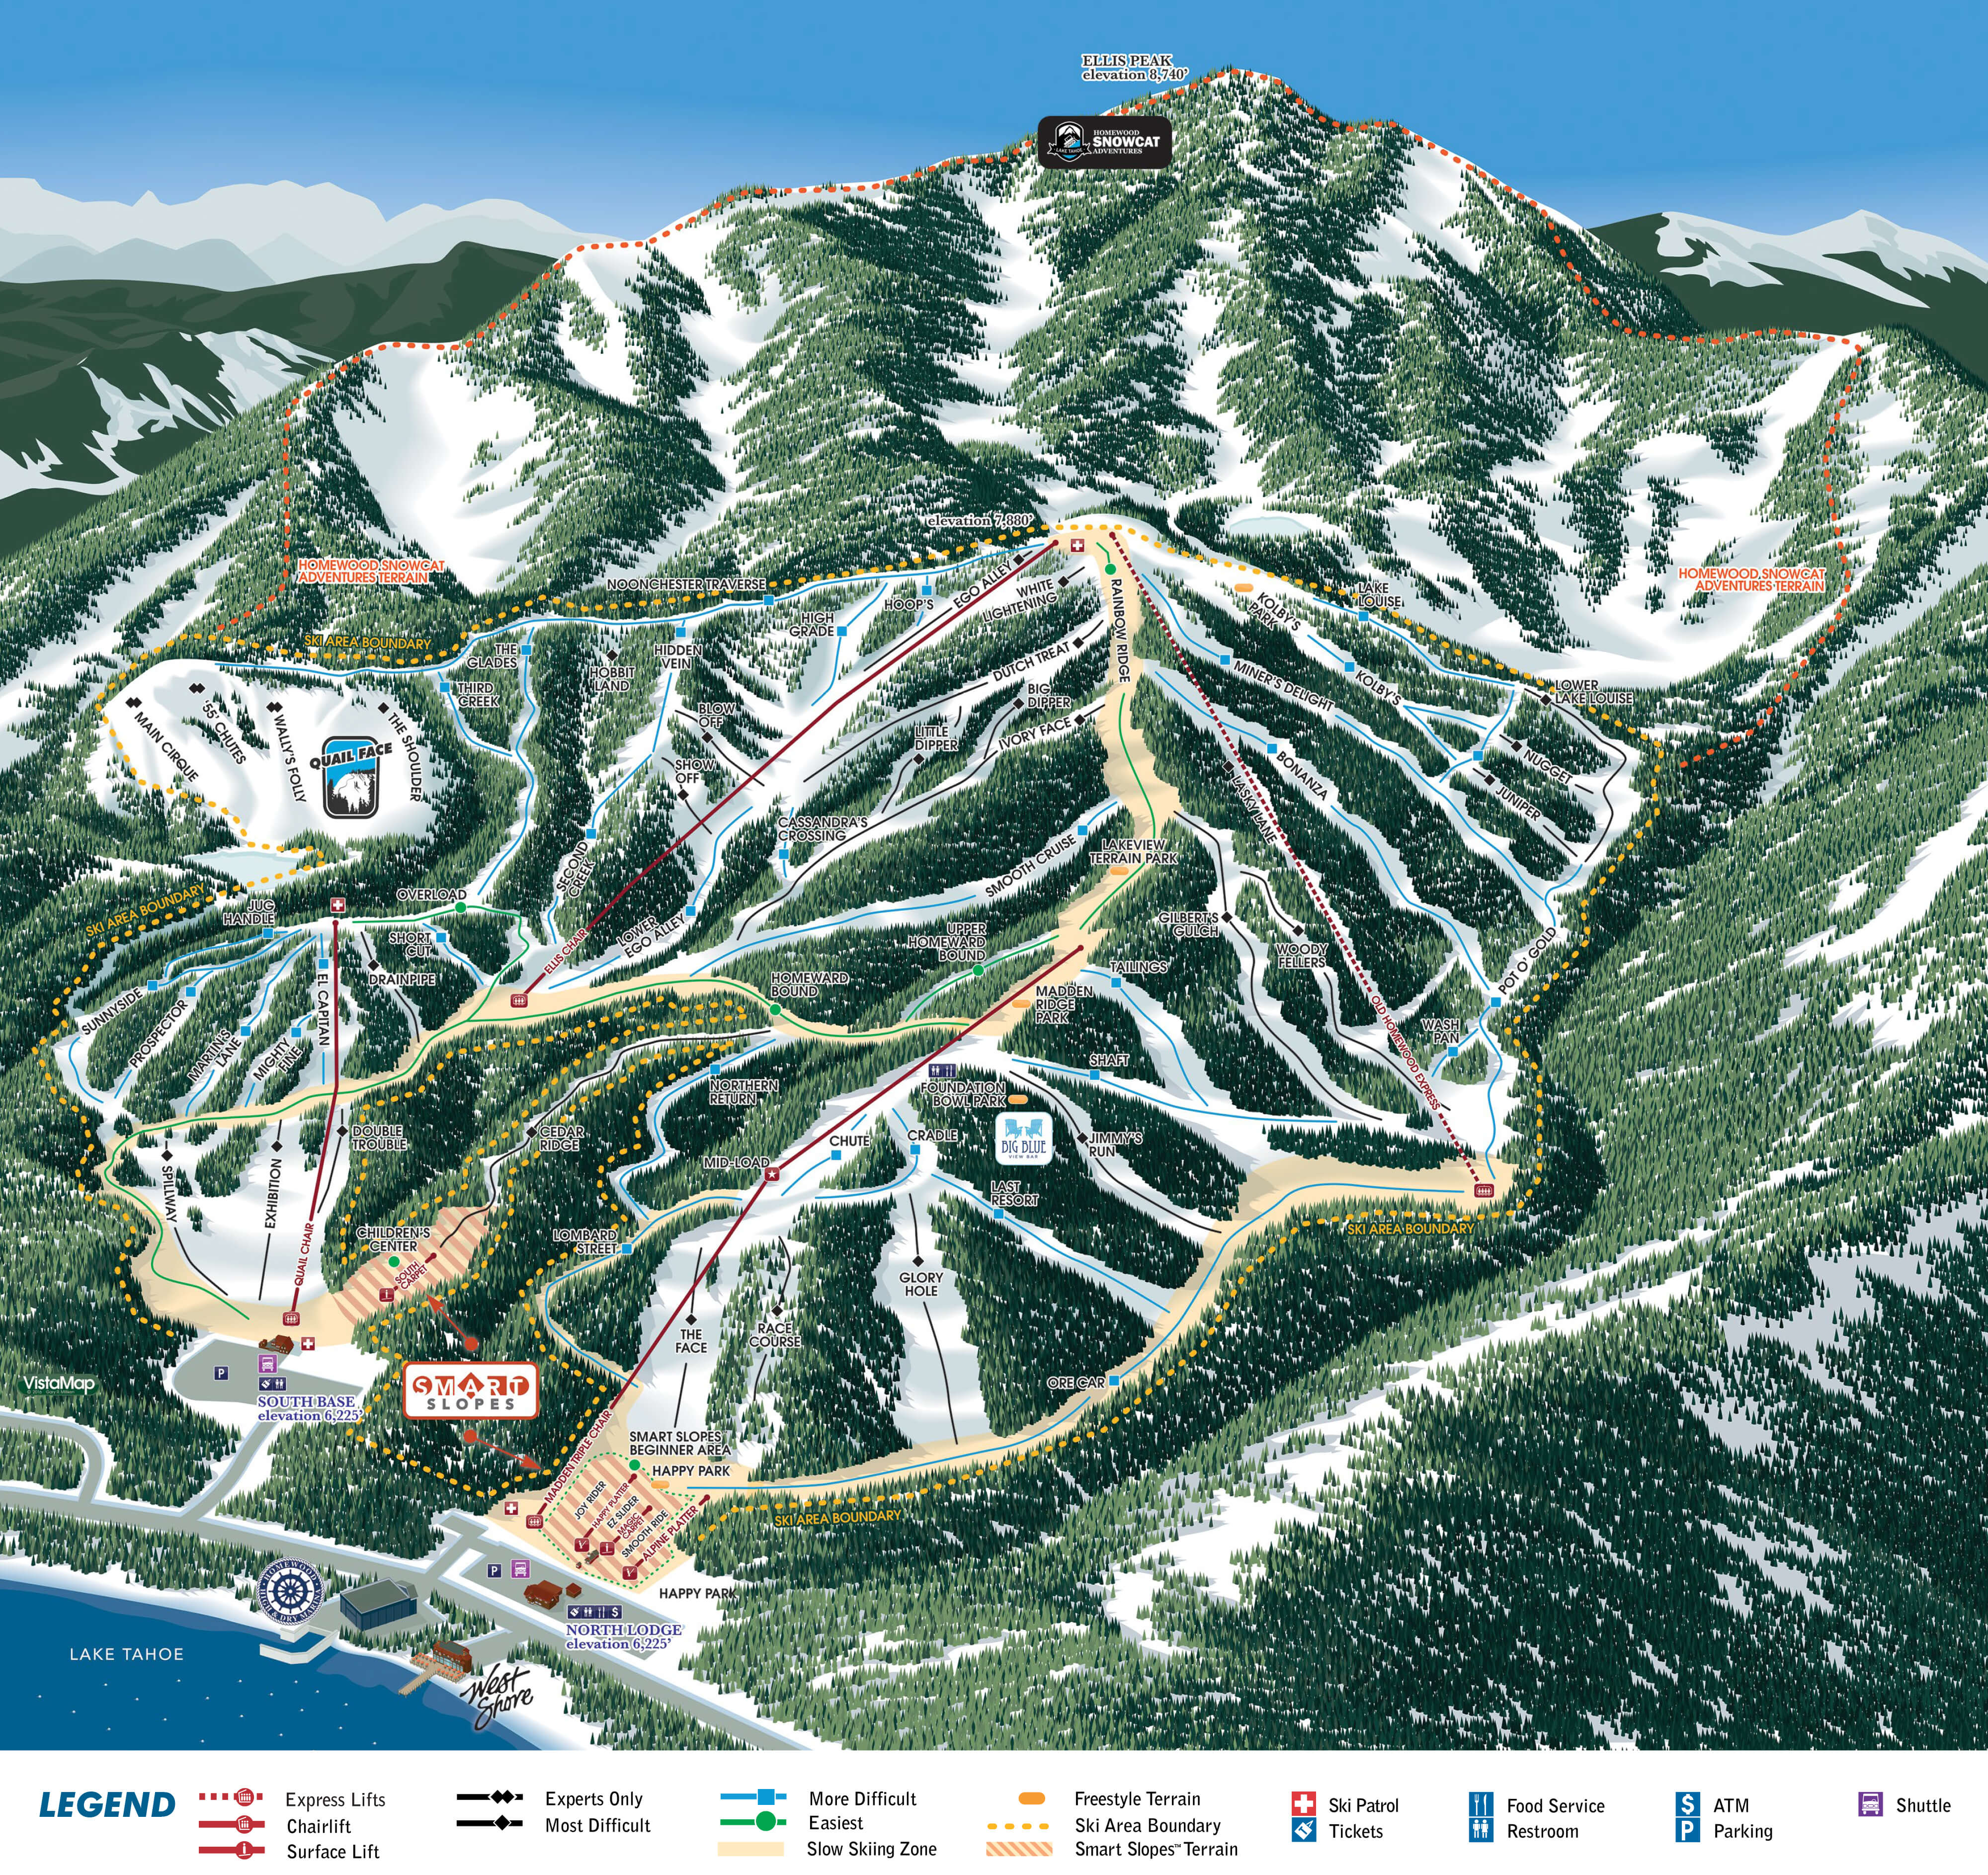 ELLIS PEAK
elevation 8,740'
HOMEWOOD
SNOWCAT
ADVENTURES
LAKE TAHOE
elevation 7,880'
HOMEWOOD SNOWCAT
ADVENTURES TERRAIN
HOMEWOOD SNOWCAT
ADVENTURES TERRAIN
SKI AREA BOUNDARY
NOONCHESTER TRAVERSE
HIGH
GRADE
HOOP'S
EGO ALLEY
WHITE
LIGHTENING
RAINBOW RIDGE
KOLBY'S
PARK
LAKE
LOUISE
THE
GLADES
THIRD
CREEK
HOBBIT
LAND
HIDDEN
VEIN
DUTCH TREAT
BIG
DIPPER
LITTLE
DIPPER
IVORY FACE
MINER'S DELIGHT
KOLBY'S
LOWER
LAKE LOUISE
NUGGET
JUNIPER
BONANZA
LASKY LANE
BLOW
OFF
SHOW
OFF
MAIN CIRQUE
'55' CHUTES
WALLY'S FOLLY
THE SHOULDER
QUAIL FACE
CASSANDRA'S
CROSSING
SECOND
CREEK
SMOOTH CRUISE
LAKEVIEW
TERRAIN PARK
SKI AREA BOUNDARY
JUG
HANDLE
OVERLOAD
SHORT
CUT
DRAINPIPE
ELLIS CHAIR
LOWER
EGO ALLEY
UPPER
HOMEWARD
BOUND
GILBERT'S
GULCH
WOODY
FELLERS
POT O' GOLD
SUNNYSIDE
PROSPECTOR
MARTIN'S
LANE
MIGHTY
FINE
EL CAPITAN
HOMEWARD
BOUND
TAILINGS
MADDEN
RIDGE
PARK
OLD HOMEWOOD EXPRESS
WASH
PAN
SHAFT
NORTHERN
RETURN
FOUNDATION
BOWL PARK
BIG BLUE
VIEW BAR
JIMMY'S
RUN
DOUBLE
TROUBLE
CEDAR
RIDGE
SPILLWAY
EXHIBITION
QUAIL CHAIR
MID-LOAD
CHUTE
CRADLE
LAST
RESORT
CHILDREN'S
CENTER
SOUTH
CARPET
LOMBARD
STREET
SKI AREA BOUNDARY
GLORY
HOLE
THE
FACE
RACE
COURSE
ORE CAR
VistaMap
SOUTH BASE
elevation 6,225'
P
SMART
SLOPES
MADDEN TRIPLE CHAIR
SMART SLOPES
BEGINNER AREA
HAPPY PARK
JOY RIDER
HAPPY PLATTER
EZ SLIDER
MAGIC
CARPET
SMOOTH RIDE
ALPINE PLATTER
SKI AREA BOUNDARY
HAPPY PARK
P
$
NORTH LODGE
elevation 6,225'
HOMEWOOD
HIGH & DRY MARINA
LAKE TAHOE
West
Shore
LEGEND
Express Lifts
Chairlift
Surface Lift
Experts Only
Most Difficult
More Difficult
Easiest
Slow Skiing Zone
Freestyle Terrain
Ski Area Boundary
Smart Slopes™ Terrain
Ski Patrol
Tickets
Food Service
Restroom
$ ATM
P Parking
Shuttle